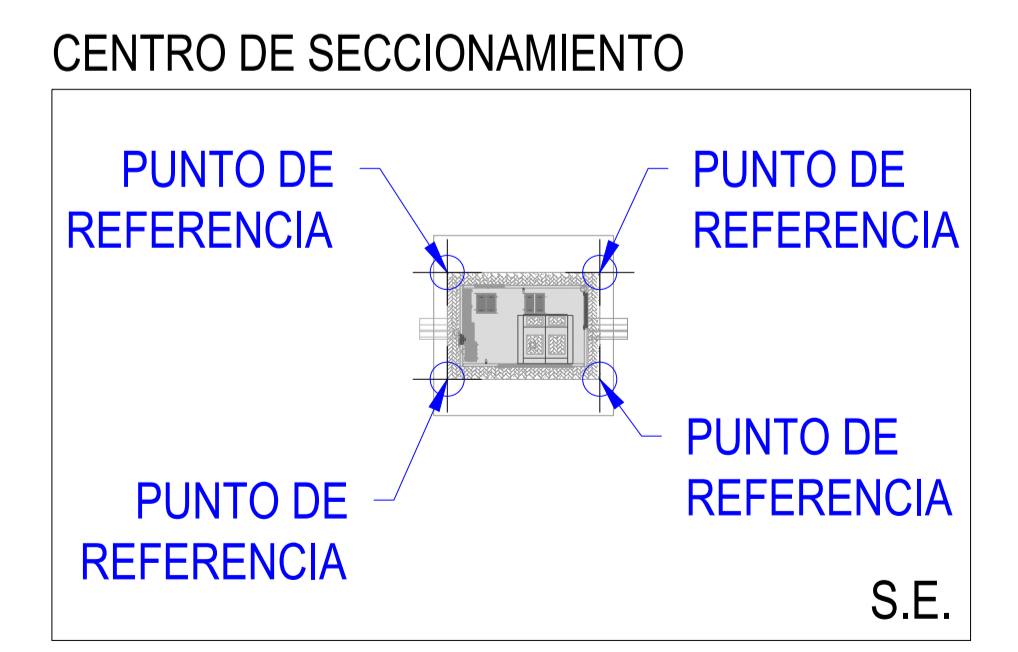 CENTRO DE SECCIONAMIENTO
PUNTO DE
REFERENCIA
PUNTO DE
REFERENCIA
PUNTO DE
REFERENCIA
PUNTO DE
REFERENCIA
S.E.